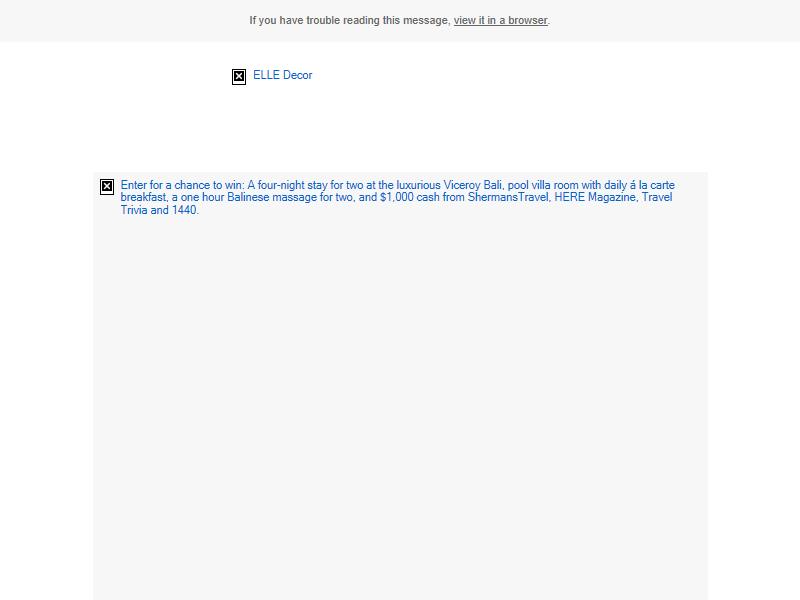 If you have trouble reading this message, view it in a browser.
ELLE Decor
Enter for a chance to win: A four-night stay for two at the luxurious Viceroy Bali, pool villa room with daily á la carte
breakfast, a one hour Balinese massage for two, and $1,000 cash from ShermansTravel, HERE Magazine, Travel
Trivia and 1440.